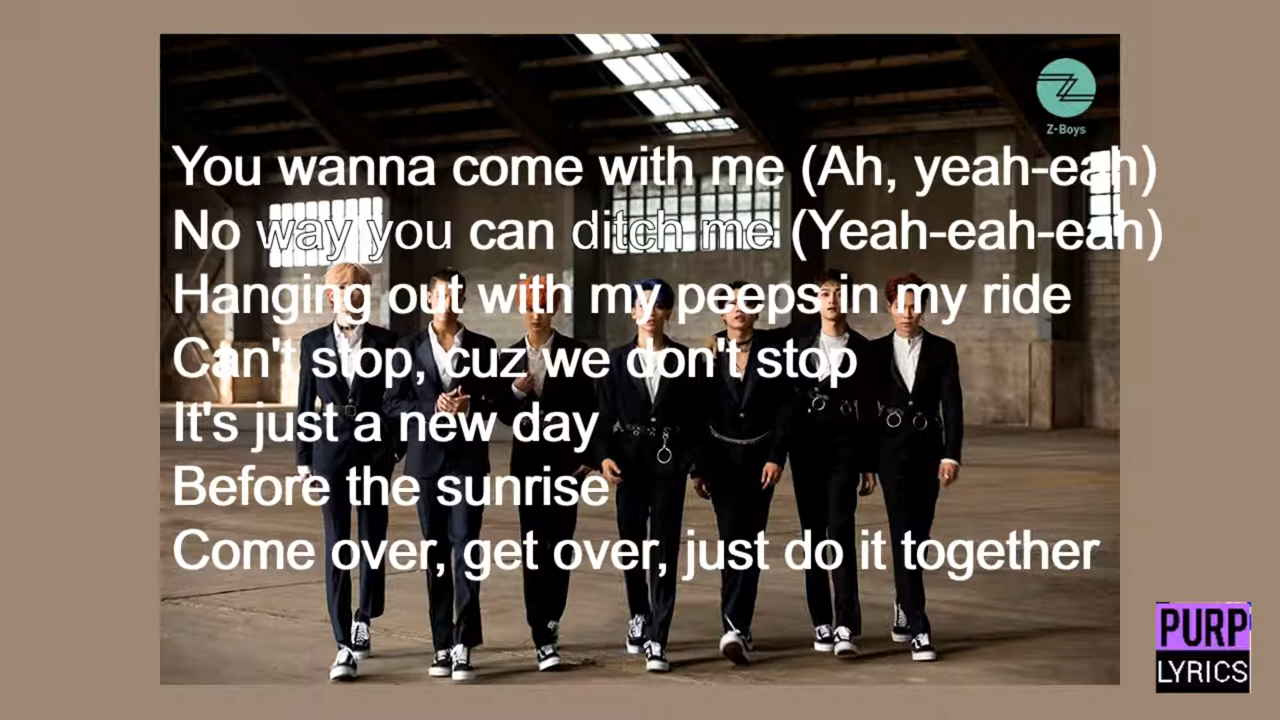 Z-Boys
You wanna come with me (Ah, yeah-eah)
No way you can ditch me (Yeah-eah-eah)
Hanging out with my peeps in my ride
Can't stop, cuz we don't stop
It's just a new day
Before the sunrise
Come over, get over, just do it together
PURP
LYRICS